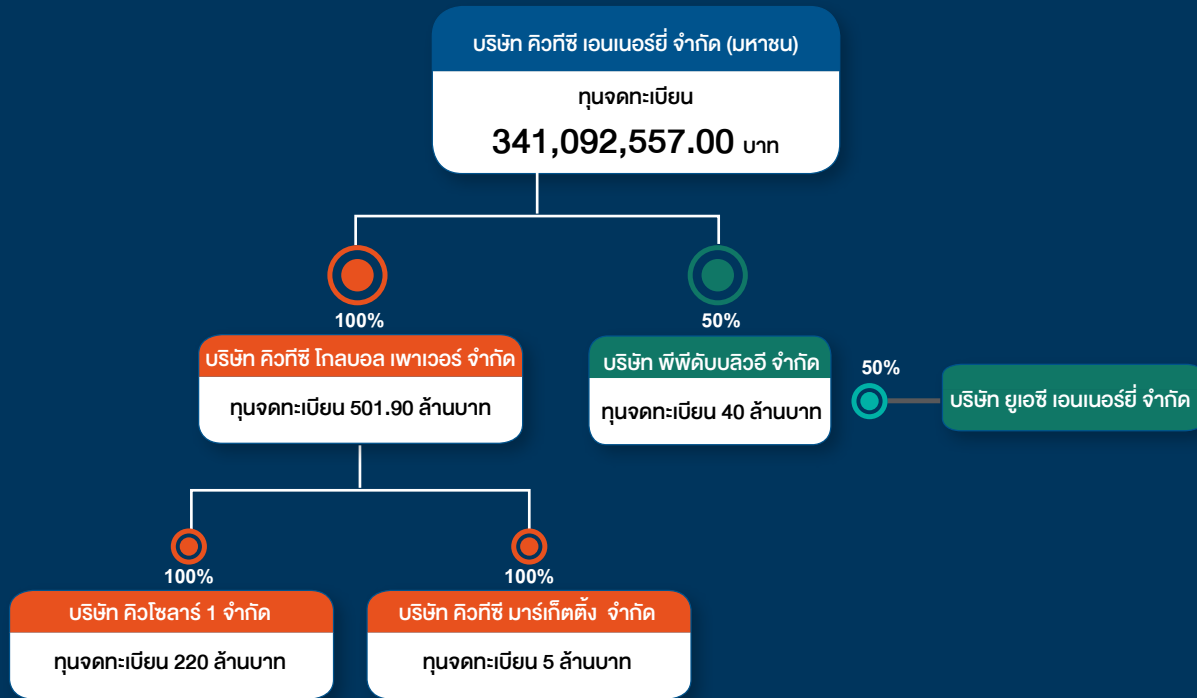 บริษัท คิวทีซี เอนเนอร์ยี่ จำกัด (มหาชน)
ทุนจดทะเบียน
341,092,557.00 บาท
100%
50%
บริษัท คิวทีซี โกลบอล เพาเวอร์ จำกัด
ทุนจดทะเบียน 501.90 ล้านบาท
บริษัท พีพีดับบลิวอี จำกัด
ทุนจดทะเบียน 40 ล้านบาท
50%
บริษัท ยูเอซี เอนเนอร์ยี่ จำกัด
100%
100%
บริษัท คิวโซลาร์ 1 จำกัด
ทุนจดทะเบียน 220 ล้านบาท
บริษัท คิวทีซี มาร์เก็ตติ้ง จำกัด
ทุนจดทะเบียน 5 ล้านบาท